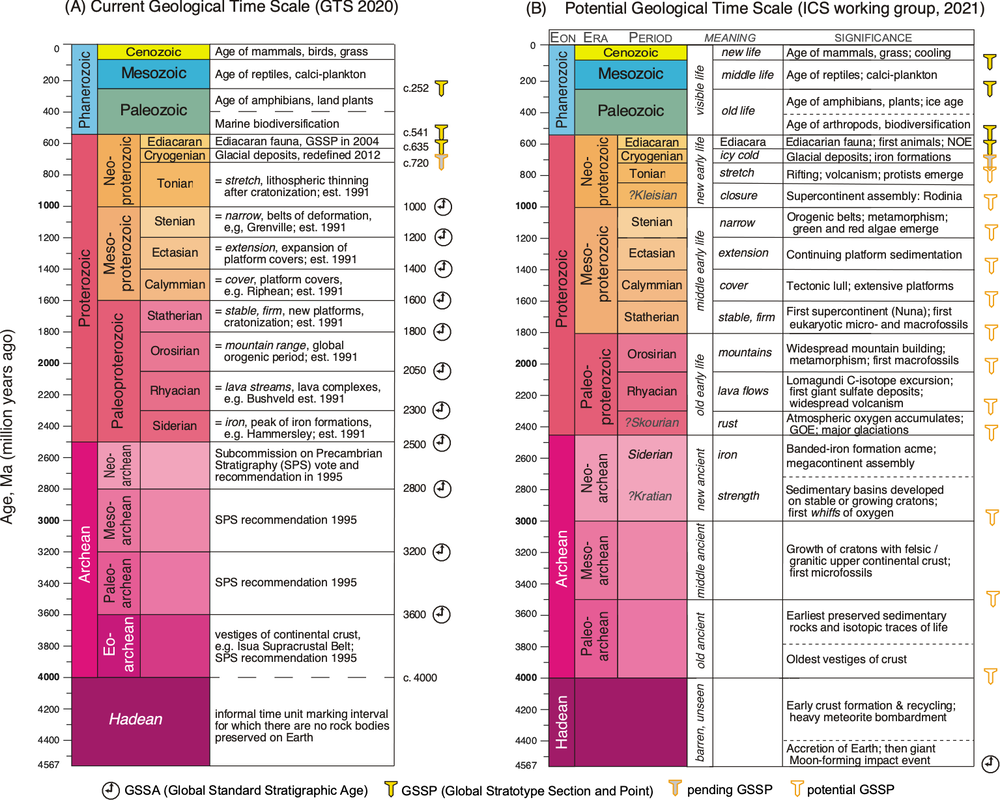 (A) Current Geological Time Scale (GTS 2020)
Age, Ma (million years ago)
0
200
400
600
800
1000
1200
1400
1600
1800
2000
2200
2400
2600
2800
3000
3200
3400
3600
3800
4000
4200
4400
4567
Phanerozoic
Cenozoic
Age of mammals, birds, grass
Mesozoic
Age of reptiles, calci-plankton
c.252
Paleozoic
Age of amphibians, land plants
Marine biodiversification
c.541
Proterozoic
Neo-
proterozoic
Ediacaran
Ediacaran fauna, GSSP in 2004
c.635
Cryogenian
Glacial deposits, redefined 2012
c.720
Tonian
= stretch, lithospheric thinning
after cratonization; est. 1991
1000
Meso-
proterozoic
Stenian
= narrow, belts of deformation,
e,g, Grenville; est. 1991
1200
Ectasian
= extension, expansion of
platform covers; est. 1991
1400
Calymmian
= cover, platform covers,
e.g. Riphean; est. 1991
1600
Paleoproterozoic
Statherian
= stable, firm, new platforms,
cratonization; est. 1991
1800
Orosirian
= mountain range, global
orogenic period; est. 1991
2050
Rhyacian
= lava streams, lava complexes,
e.g. Bushveld est. 1991
2300
Siderian
= iron, peak of iron formations,
e.g. Hammersley; est. 1991
2500
Archean
Neo-
archean
Subcommission on Precambrian
Stratigraphy (SPS) vote and
recommendation in 1995
2800
Meso-
archean
SPS recommendation 1995
3200
Paleo-
archean
SPS recommendation 1995
3600
Eo-
archean
vestiges of continental crust,
e.g. Isua Supracrustal Belt;
SPS recommendation 1995
c. 4000
Hadean
informal time unit marking interval
for which there are no rock bodies
preserved on Earth
(B) Potential Geological Time Scale (ICS working group, 2021)
EON ERA PERIOD MEANING SIGNIFICANCE
0
200
400
600
800
1000
1200
1400
1600
1800
2000
2200
2400
2600
2800
3000
3200
3400
3600
3800
4000
4200
4400
4567
Phanerozoic
visible life
Cenozoic
new life
Age of mammals, grass; cooling
Mesozoic
middle life
Age of reptiles; calci-plankton
Paleozoic
old life
Age of amphibians, plants; ice age
Age of arthropods, biodiversification
Proterozoic
Neo-
proterozoic
new early life
Ediacaran
Ediacara
Ediacarian fauna; first animals; NOE
Cryogenian
icy cold
Glacial deposits; iron formations
Tonian
stretch
Rifting; volcanism; protists emerge
?Kleisian
closure
Supercontinent assembly: Rodinia
Meso-
proterozoic
middle early life
Stenian
narrow
Orogenic belts; metamorphism;
green and red algae emerge
Ectasian
extension
Continuing platform sedimentation
Calymmian
cover
Tectonic lull; extensive platforms
Statherian
stable, firm
First supercontinent (Nuna); first
eukaryotic micro- and macrofossils
Paleo-
proterozoic
old early life
Orosirian
mountains
Widespread mountain building;
metamorphism; first macrofossils
Rhyacian
lava flows
Lomagundi C-isotope excursion;
first giant sulfate deposits;
widespread volcanism
?Skourian
rust
Atmospheric oxygen accumulates;
GOE; major glaciations
Archean
Neo-
archean
new ancient
Siderian
iron
Banded-iron formation acme;
megacontinent assembly
?Kratian
strength
Sedimentary basins developed
on stable or growing cratons;
first whiffs of oxygen
Meso-
archean
middle ancient
Growth of cratons with felsic /
granitic upper continental crust;
first microfossils
Paleo-
archean
old ancient
Earliest preserved sedimentary
rocks and isotopic traces of life
Oldest vestiges of crust
Hadean
barren, unseen
Early crust formation & recycling;
heavy meteorite bombardment
Accretion of Earth; then giant
Moon-forming impact event
GSSA (Global Standard Stratigraphic Age) GSSP (Global Stratotype Section and Point) pending GSSP potential GSSP